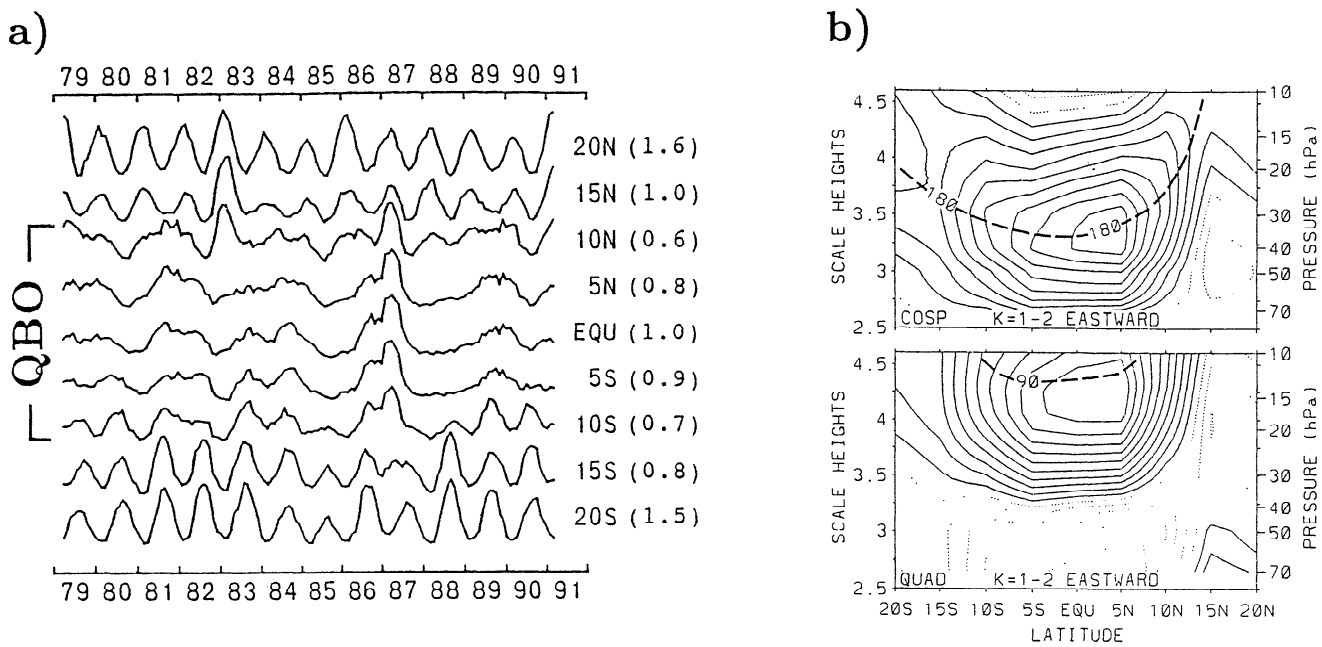 a)
79 80 81 82 83 84 85 86 87 88 89 90 91
20N (1.6)
15N (1.0)
10N (0.6)
5N (0.8)
EQU (1.0)
5S (0.9)
10S (0.7)
15S (0.8)
20S (1.5)
QBO
79 80 81 82 83 84 85 86 87 88 89 90 91
b)
4.5
4
3.5
3
2.5
SCALE HEIGHTS
180
180
COSP K=1-2 EASTWARD
10
15
20
30
40
50
70
PRESSURE (hPa)
4.5
4
3.5
3
2.5
SCALE HEIGHTS
90
QUAD K=1-2 EASTWARD
10
15
20
30
40
50
70
PRESSURE (hPa)
20S 15S 10S 5S EQU 5N 10N 15N 20N
LATITUDE